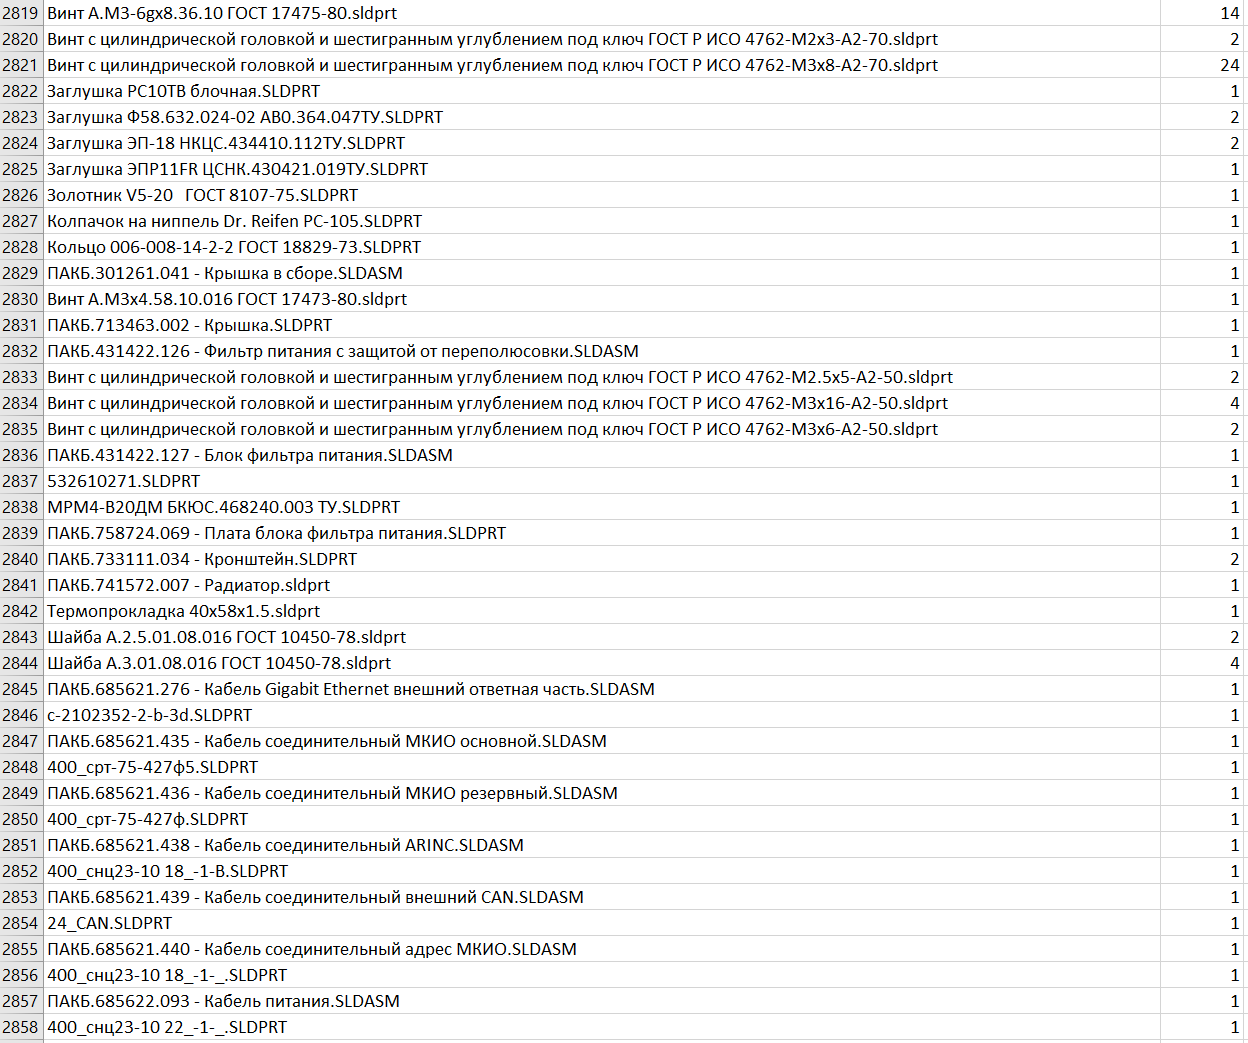 2819 Винт А.М3-6gх8.36.10 ГОСТ 17475-80.sldprt 14
2820 Винт с цилиндрической головкой и шестигранным углублением под ключ ГОСТ Р ИСО 4762-М2х3-А2-70.sldprt 2
2821 Винт с цилиндрической головкой и шестигранным углублением под ключ ГОСТ Р ИСО 4762-М3х8-А2-70.sldprt 24
2822 Заглушка РС10ТВ блочная.SLDPRT 1
2823 Заглушка Ф58.632.024-02 АВ0.364.047ТУ.SLDPRT 2
2824 Заглушка ЭП-18 НКЦС.434410.112ТУ.SLDPRT 2
2825 Заглушка ЭПР11FR ЦСНК.430421.019ТУ.SLDPRT 1
2826 Золотник V5-20   ГОСТ 8107-75.SLDPRT 1
2827 Колпачок на ниппель Dr. Reifen PC-105.SLDPRT 1
2828 Кольцо 006-008-14-2-2 ГОСТ 18829-73.SLDPRT 1
2829 ПАКБ.301261.041 - Крышка в сборе.SLDASM 1
2830 Винт А.М3х4.58.10.016 ГОСТ 17473-80.sldprt 1
2831 ПАКБ.713463.002 - Крышка.SLDPRT 1
2832 ПАКБ.431422.126 - Фильтр питания с защитой от переполюсовки.SLDASM 1
2833 Винт с цилиндрической головкой и шестигранным углублением под ключ ГОСТ Р ИСО 4762-М2.5х5-А2-50.sldprt 2
2834 Винт с цилиндрической головкой и шестигранным углублением под ключ ГОСТ Р ИСО 4762-М3х16-А2-50.sldprt 4
2835 Винт с цилиндрической головкой и шестигранным углублением под ключ ГОСТ Р ИСО 4762-М3х6-А2-50.sldprt 2
2836 ПАКБ.431422.127 - Блок фильтра питания.SLDASM 1
2837 532610271.SLDPRT 1
2838 МРМ4-В20ДМ БКЮС.468240.003 ТУ.SLDPRT 1
2839 ПАКБ.758724.069 - Плата блока фильтра питания.SLDPRT 1
2840 ПАКБ.733111.034 - Кронштейн.SLDPRT 2
2841 ПАКБ.741572.007 - Радиатор.sldprt 1
2842 Термопрокладка 40х58х1.5.sldprt 1
2843 Шайба А.2.5.01.08.016 ГОСТ 10450-78.sldprt 2
2844 Шайба А.3.01.08.016 ГОСТ 10450-78.sldprt 4
2845 ПАКБ.685621.276 - Кабель Gigabit Ethernet внешний ответная часть.SLDASM 1
2846 c-2102352-2-b-3d.SLDPRT 1
2847 ПАКБ.685621.435 - Кабель соединительный МКИО основной.SLDASM 1
2848 400_срт-75-427ф5.SLDPRT 1
2849 ПАКБ.685621.436 - Кабель соединительный МКИО резервный.SLDASM 1
2850 400_срт-75-427ф.SLDPRT 1
2851 ПАКБ.685621.438 - Кабель соединительный ARINC.SLDASM 1
2852 400_снц23-10 18_-1-В.SLDPRT 1
2853 ПАКБ.685621.439 - Кабель соединительный внешний CAN.SLDASM 1
2854 24_CAN.SLDPRT 1
2855 ПАКБ.685621.440 - Кабель соединительный адрес МКИО.SLDASM 1
2856 400_снц23-10 18_-1-_.SLDPRT 1
2857 ПАКБ.685622.093 - Кабель питания.SLDASM 1
2858 400_снц23-10 22_-1-_.SLDPRT 1